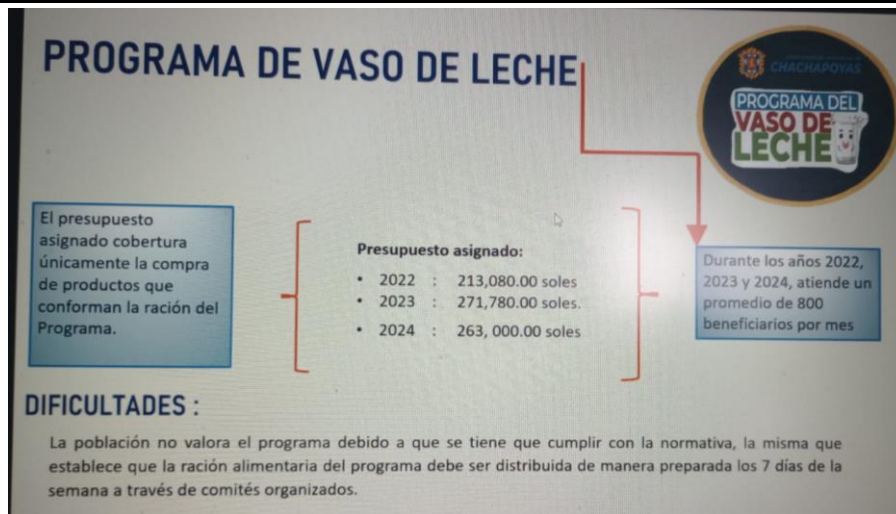 PROGRAMA DE VASO DE LECHE
CHACHAPOYAS
PROGRAMA DEL
VASO DE
LECHE
El presupuesto
asignado cobertura
únicamente la compra
de productos que
conforman la ración del
Programa.
Presupuesto asignado:
• 2022 : 213,080.00 soles
• 2023 : 271,780.00 soles.
• 2024 : 263, 000.00 soles
Durante los años 2022,
2023 y 2024, atiende un
promedio de 800
beneficiarios por mes
DIFICULTADES :
La población no valora el programa debido a que se tiene que cumplir con la normativa, la misma que
establece que la ración alimentaria del programa debe ser distribuida de manera preparada los 7 días de la
semana a través de comités organizados.